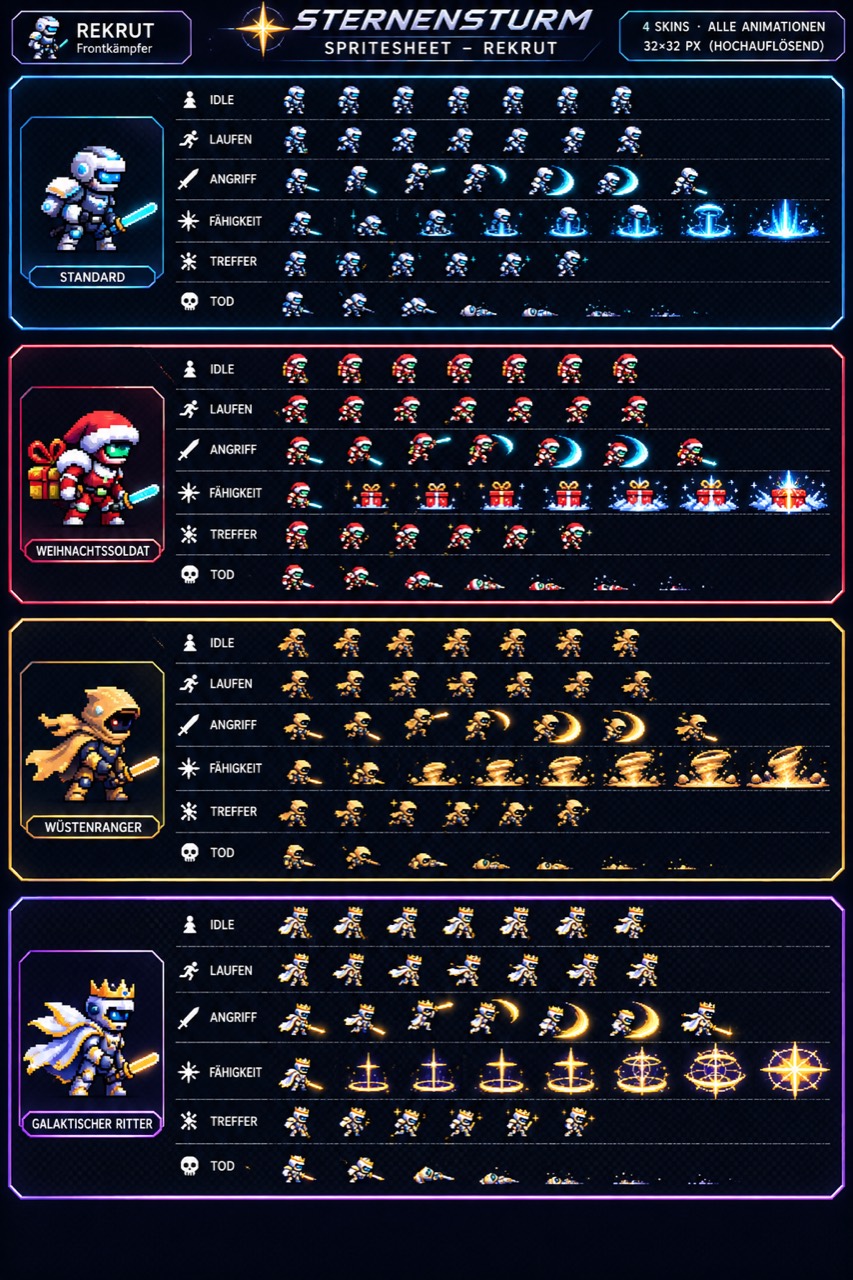 REKRUT
Frontkämpfer
STERNENSTURM
SPRITESHEET – REKRUT
4 SKINS · ALLE ANIMATIONEN
32×32 PX (HOCHAUFLÖSEND)
IDLE
LAUFEN
ANGRIFF
FÄHIGKEIT
TREFFER
TOD
STANDARD
IDLE
LAUFEN
ANGRIFF
FÄHIGKEIT
TREFFER
TOD
WEIHNACHTSSOLDAT
IDLE
LAUFEN
ANGRIFF
FÄHIGKEIT
TREFFER
TOD
WÜSTENRANGER
IDLE
LAUFEN
ANGRIFF
FÄHIGKEIT
TREFFER
TOD
GALAKTISCHER RITTER